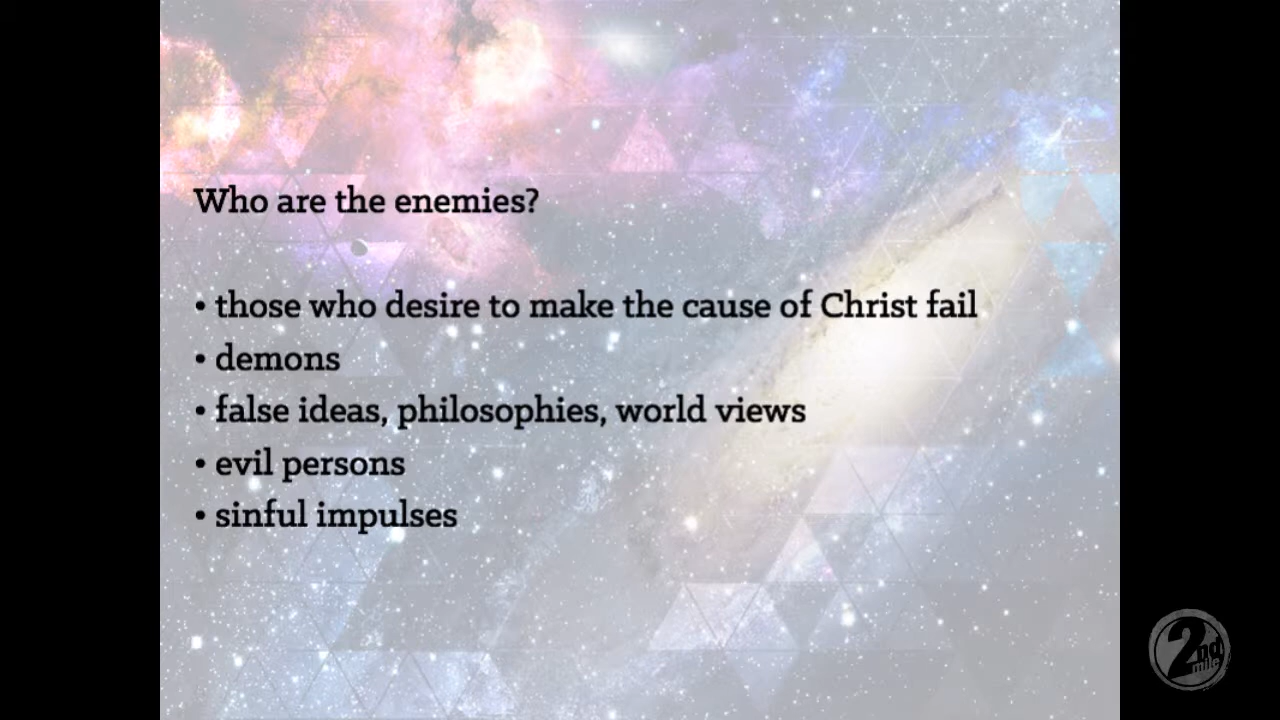 Who are the enemies?
• those who desire to make the cause of Christ fail
• demons
• false ideas, philosophies, world views
• evil persons
• sinful impulses
2nd
mile